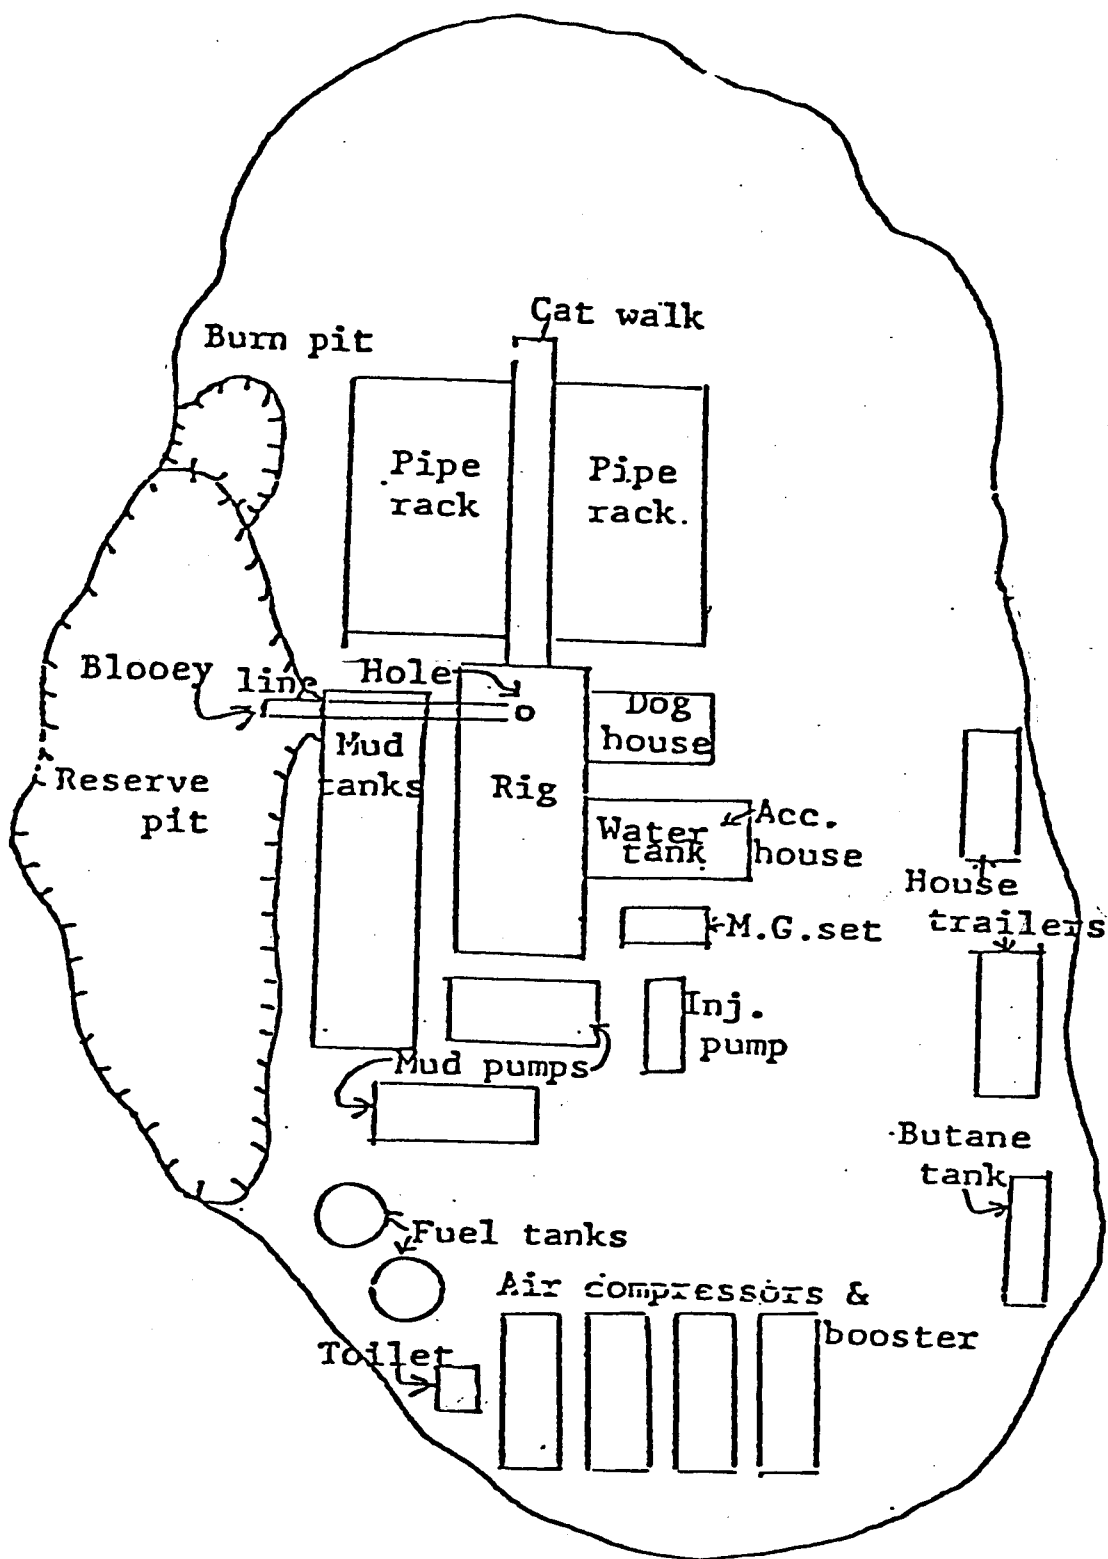 Cat walk
Burn pit
Pipe
rack
Pipe
rack.
Blooey
line
Hole
Dog
house
Mud
tanks
Rig
Reserve
pit
Water
tank
Acc.
house
House
trailers
M.G.set
Inj.
pump
Mud pumps
Butane
tank
Fuel tanks
Air compressors &
booster
Toilet